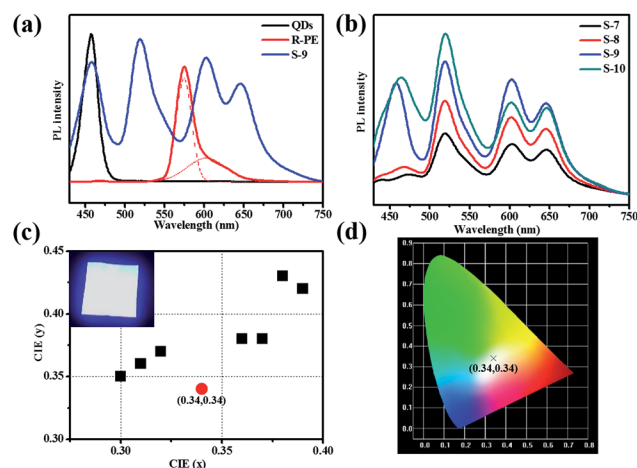 (a)
QDs
R-PE
S-9
PL intensity
450 500 550 600 650 700 750
Wavelength (nm)
(b)
S-7
S-8
S-9
S-10
PL intensity
450 500 550 600 650 700 750
Wavelength (nm)
(c)
0.45
0.40
0.35
0.30
CIE (y)
(0.34,0.34)
0.30 0.35 0.40
CIE (x)
(d)
0.9
0.8
0.7
0.6
0.5
0.4
0.3
0.2
0.1
0.0
(0.34,0.34)
0.0 0.1 0.2 0.3 0.4 0.5 0.6 0.7 0.8